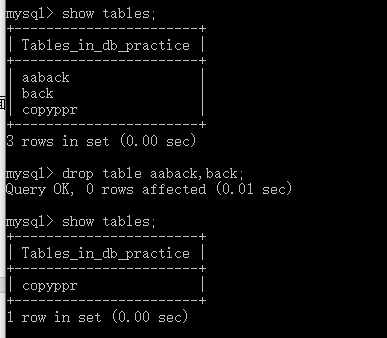 mysql> show tables;
+-----------------------+
| Tables_in_db_practice |
+-----------------------+
| aaback                |
| back                  |
| copyppr               |
+-----------------------+
3 rows in set (0.00 sec)
mysql> drop table aaback,back;
Query OK, 0 rows affected (0.01 sec)
mysql> show tables;
+-----------------------+
| Tables_in_db_practice |
+-----------------------+
| copyppr               |
+-----------------------+
1 row in set (0.00 sec)